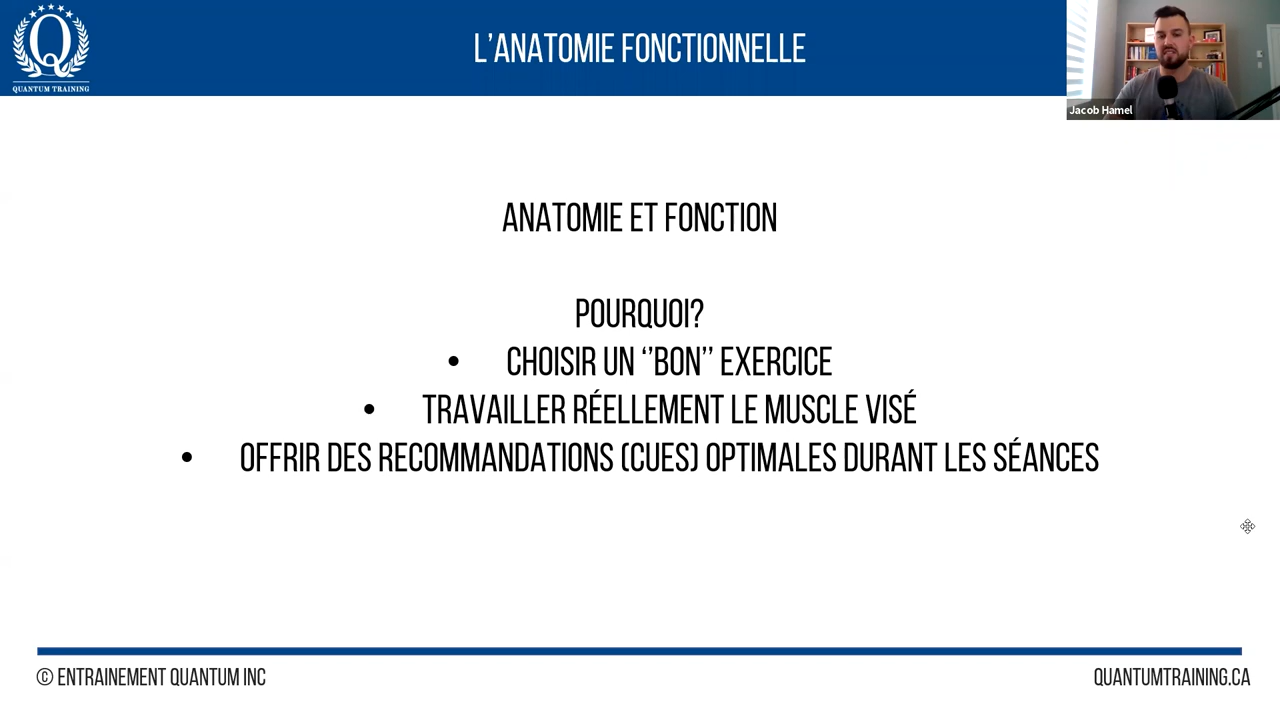 QUANTUM TRAINING
L'ANATOMIE FONCTIONNELLE
Jacob Hamel
ANATOMIE ET FONCTION
POURQUOI?
• CHOISIR UN ‘’BON’’ EXERCICE
• TRAVAILLER RÉELLEMENT LE MUSCLE VISÉ
• OFFRIR DES RECOMMANDATIONS (CUES) OPTIMALES DURANT LES SÉANCES
© ENTRAINEMENT QUANTUM INC
QUANTUMTRAINING.CA